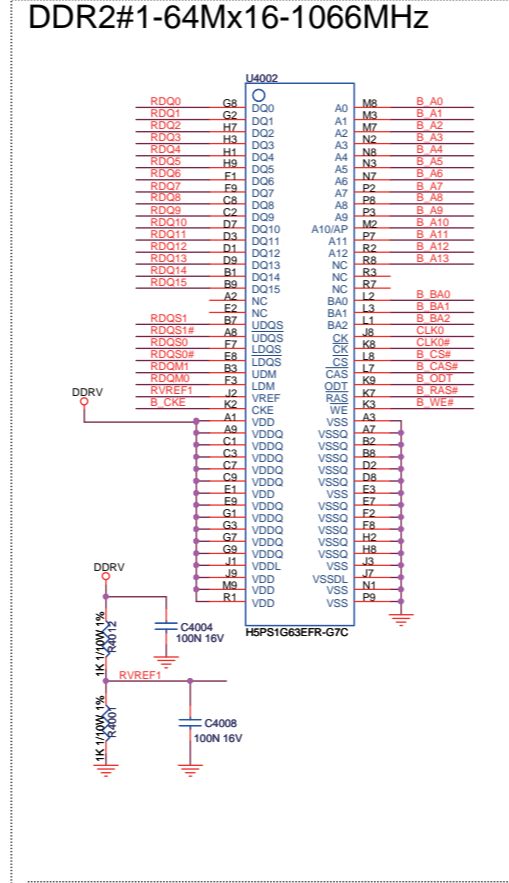 DDR2#1-64Mx16-1066MHz
U4002
RDQ0 G8 DQ0 A0 M8 B_A0
RDQ1 G2 DQ1 A1 M3 B_A1
RDQ2 H7 DQ2 A2 M7 B_A2
RDQ3 H3 DQ3 A3 N2 B_A3
RDQ4 H1 DQ4 A4 N8 B_A4
RDQ5 H9 DQ5 A5 N3 B_A5
RDQ6 F1 DQ6 A6 N7 B_A6
RDQ7 F9 DQ7 A7 P2 B_A7
RDQ8 C8 DQ8 A8 P8 B_A8
RDQ9 C2 DQ9 A9 P3 B_A9
RDQ10 D7 DQ10 A10/AP M2 B_A10
RDQ11 D3 DQ11 A11 P7 B_A11
RDQ12 D1 DQ12 A12 R2 B_A12
RDQ13 D9 DQ13 NC R8 B_A13
RDQ14 B1 DQ14 NC R3
RDQ15 B9 DQ15 NC R7
A2 NC BA0 L2 B_BA0
E2 NC BA1 L3 B_BA1
RDQS1 B7 UDQS BA2 L1 B_BA2
RDQS1# A8 UDQS CK J8 CLK0
RDQS0 F7 LDQS CK K8 CLK0#
RDQS0# E8 LDQS CS L8 B_CS#
RDQM1 B3 UDM CAS L7 B_CAS#
RDQM0 F3 LDM ODT K9 B_ODT
RVREF1 J2 VREF RAS K7 B_RAS#
B_CKE K2 CKE WE K3 B_WE#
DDRV
A1 VDD VSS A3
A9 VDDQ VSSQ A7
C1 VDDQ VSSQ B2
C3 VDDQ VSSQ B8
C7 VDDQ VSSQ D2
C9 VDDQ VSSQ D8
E1 VDD VSS E3
E9 VDDQ VSSQ E7
G1 VDDQ VSSQ F2
G3 VDDQ VSSQ F8
G7 VDDQ VSSQ H2
G9 VDDQ VSSQ H8
J1 VDDL VSS J3
J9 VDD VSSDL J7
M9 VDD VSS N1
R1 VDD VSS P9
H5PS1G63EFR-G7C
DDRV
1K 1/10W 1%
R4012
C4004
100N 16V
RVREF1
1K 1/10W 1%
R4001
C4008
100N 16V